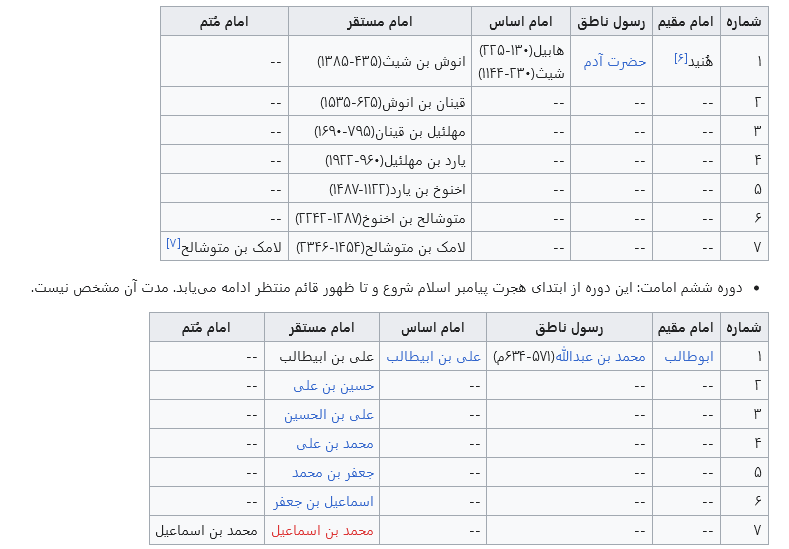 شماره امام مقیم رسول ناطق امام اساس امام مستقر امام مُتم
۱ هُنید[۶] حضرت آدم هابیل(۱۳۰-۲۲۵) انوش بن شیث(۴۳۵-۱۳۸۵) --
شیث(۲۳۰-۱۱۴۴)
۲ -- -- -- قینان بن انوش(۶۲۵-۱۵۳۵) --
۳ -- -- -- مهلئیل بن قینان(۷۹۵-۱۶۹۰) --
۴ -- -- -- یارد بن مهلئیل(۹۶۰-۱۹۲۲) --
۵ -- -- -- اخنوخ بن یارد(۱۱۲۲-۱۴۸۷) --
۶ -- -- -- متوشالح بن اخنوخ(۱۲۸۷-۲۲۴۲) --
۷ -- -- -- لامک بن متوشالح(۱۴۵۴-۲۳۴۶) لامک بن متوشالح[۷]
• دوره ششم امامت: این دوره از ابتدای هجرت پیامبر اسلام شروع و تا ظهور قائم منتظر ادامه می‌یابد. مدت آن مشخص نیست.
شماره امام مقیم رسول ناطق امام اساس امام مستقر امام مُتم
۱ ابوطالب محمد بن عبدالله(۵۷۱-۶۳۴م) علی بن ابیطالب علی بن ابیطالب --
۲ -- -- -- حسین بن علی --
۳ -- -- -- علی بن الحسین --
۴ -- -- -- محمد بن علی --
۵ -- -- -- جعفر بن محمد --
۶ -- -- -- اسماعیل بن جعفر --
۷ -- -- -- محمد بن اسماعیل محمد بن اسماعیل